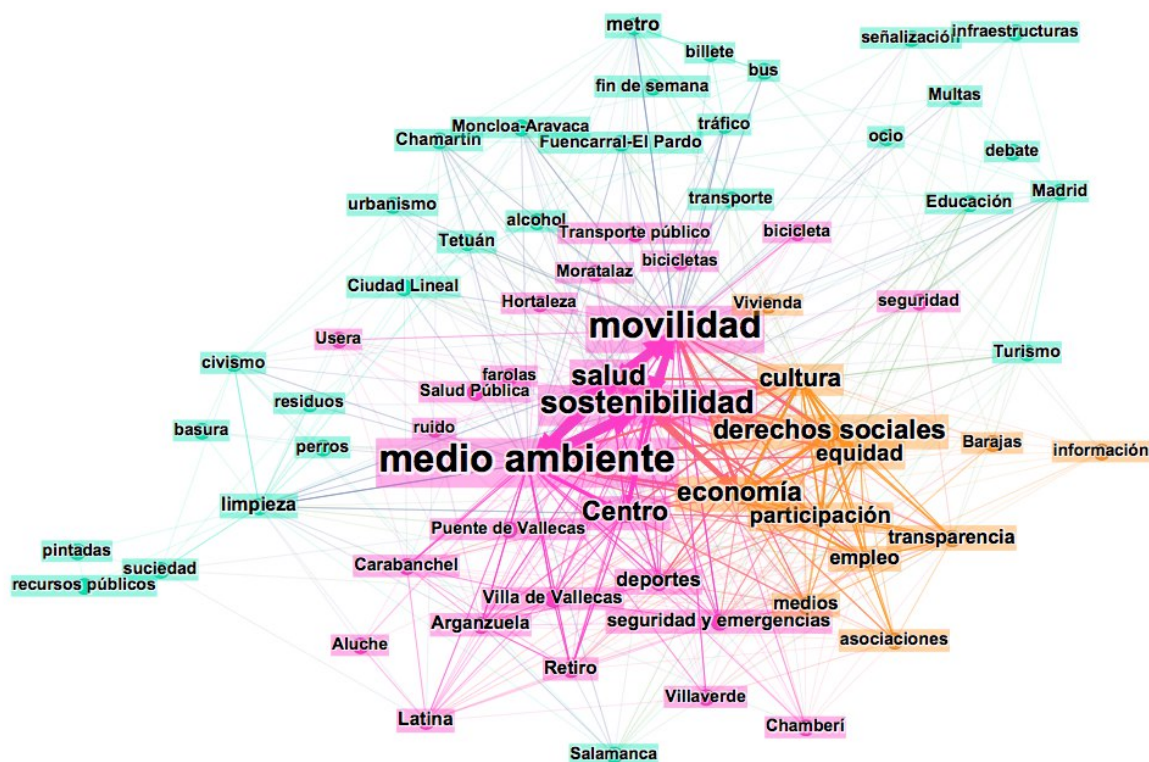 metro
señalización
infraestructuras
billete
bus
fin de semana
Multas
Moncloa-Aravaca
tráfico
Chamartín
Fuencarral-El Pardo
ocio
debate
urbanismo
transporte
Educación
Madrid
alcohol
Tetuán
Transporte público
bicicleta
bicicletas
Moratalaz
Ciudad Lineal
Hortaleza
Vivienda
seguridad
movilidad
Usera
Turismo
civismo
farolas
salud
cultura
Salud Pública
residuos
sostenibilidad
basura
ruido
derechos sociales
perros
medio ambiente
equidad
Barajas
información
economía
limpieza
Centro
participación
Puente de Vallecas
transparencia
pintadas
empleo
Carabanchel
suciedad
recursos públicos
deportes
Villa de Vallecas
medios
Arganzuela
seguridad y emergencias
asociaciones
Aluche
Retiro
Villaverde
Latina
Chamberí
Salamanca